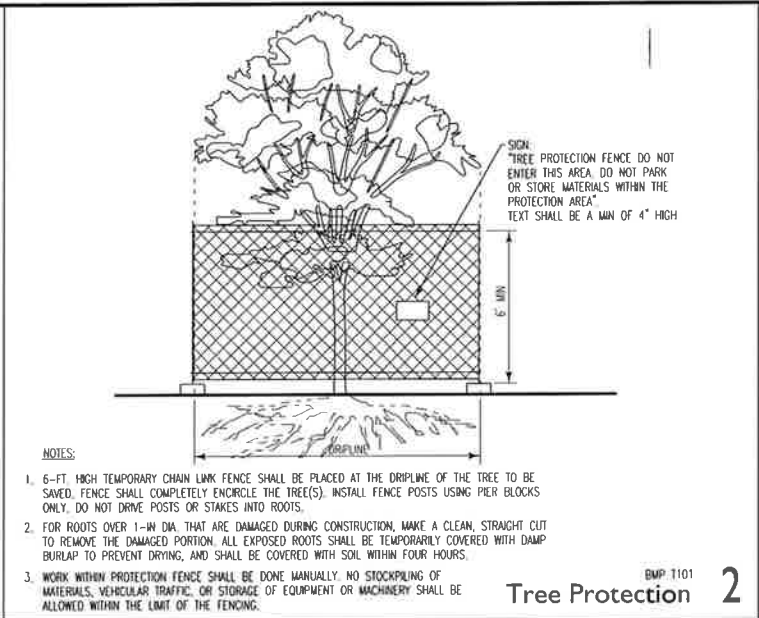 SIGN:
"TREE PROTECTION FENCE DO NOT
ENTER THIS AREA. DO NOT PARK
OR STORE MATERIALS WITHIN THE
PROTECTION AREA"
TEXT SHALL BE A MIN OF 4" HIGH
6' MIN
DRIPLINE
NOTES:
1. 6-FT. HIGH TEMPORARY CHAIN LINK FENCE SHALL BE PLACED AT THE DRIPLINE OF THE TREE TO BE
SAVED. FENCE SHALL COMPLETELY ENCIRCLE THE TREE(S). INSTALL FENCE POSTS USING PIER BLOCKS
ONLY. DO NOT DRIVE POSTS OR STAKES INTO ROOTS.
2. FOR ROOTS OVER 1-IN DIA. THAT ARE DAMAGED DURING CONSTRUCTION, MAKE A CLEAN, STRAIGHT CUT
TO REMOVE THE DAMAGED PORTION. ALL EXPOSED ROOTS SHALL BE TEMPORARILY COVERED WITH DAMP
BURLAP TO PREVENT DRYING, AND SHALL BE COVERED WITH SOIL WITHIN FOUR HOURS.
3. WORK WITHIN PROTECTION FENCE SHALL BE DONE MANUALLY. NO STOCKPILING OF
MATERIALS, VEHICULAR TRAFFIC, OR STORAGE OF EQUIPMENT OR MACHINERY SHALL BE
ALLOWED WITHIN THE LIMIT OF THE FENCING.
BMP T101
Tree Protection 2